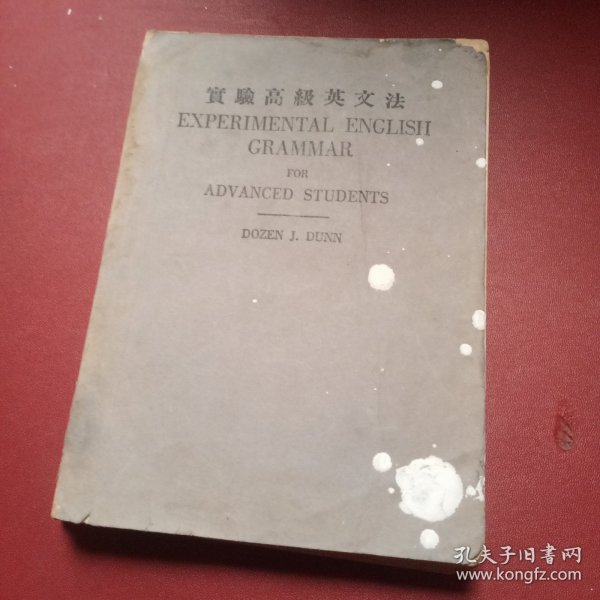 實驗高級英文法
EXPERIMENTAL ENGLISH
GRAMMAR
FOR
ADVANCED STUDENTS
DOZEN J. DUNN
孔夫子旧书网
www.kongfz.com